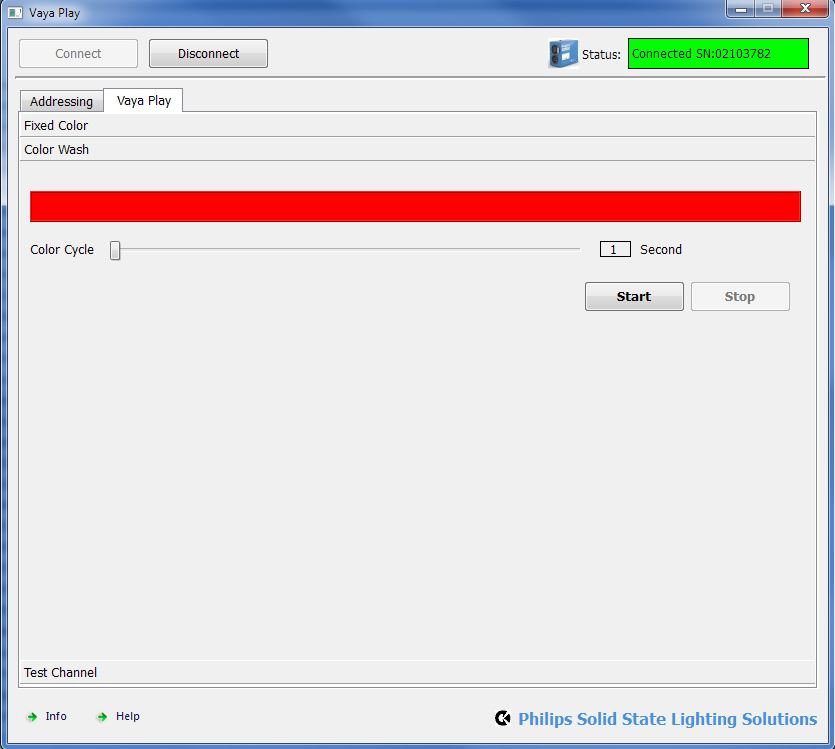 Vaya Play
Connect Disconnect Status: Connected SN:02103782
Addressing Vaya Play
Fixed Color
Color Wash
Color Cycle 1 Second
Start Stop
Test Channel
Info Help Philips Solid State Lighting Solutions